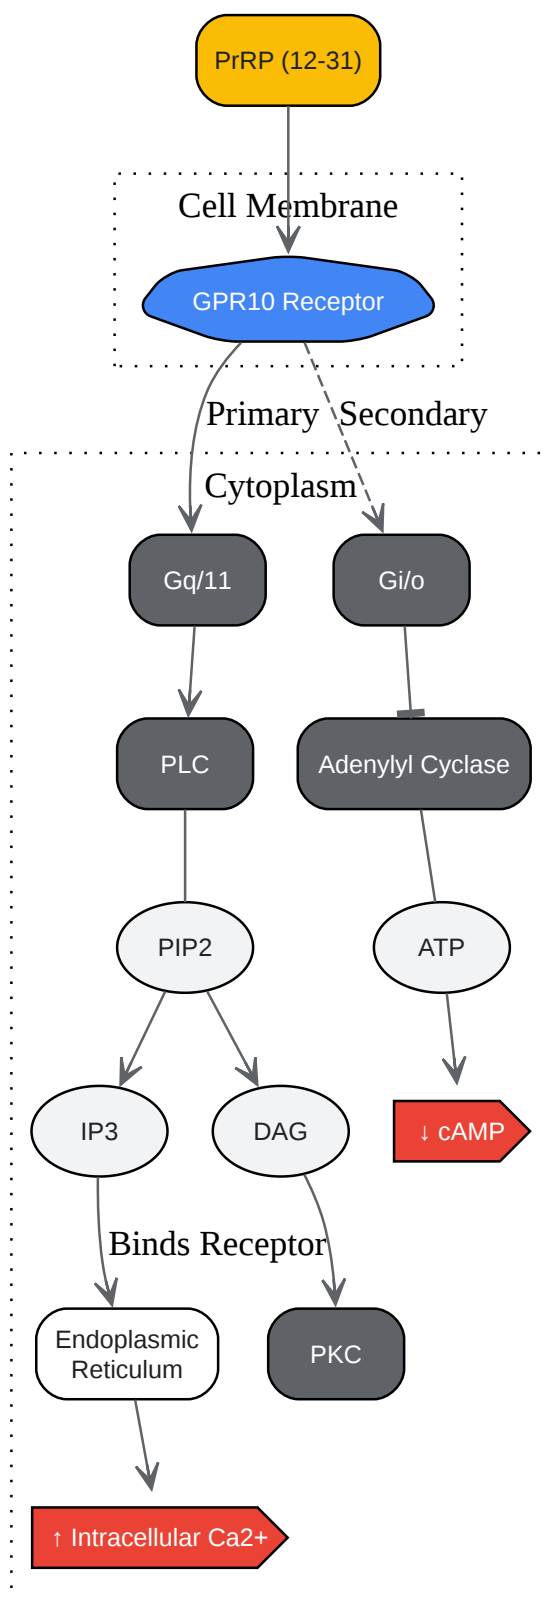 PrRP (12-31)
Cell Membrane
GPR10 Receptor
Primary
Secondary
Cytoplasm
Gq/11
Gi/o
PLC
Adenylyl Cyclase
PIP2
ATP
IP3
DAG
↓ cAMP
Binds Receptor
Endoplasmic
Reticulum
PKC
↑ Intracellular Ca2+